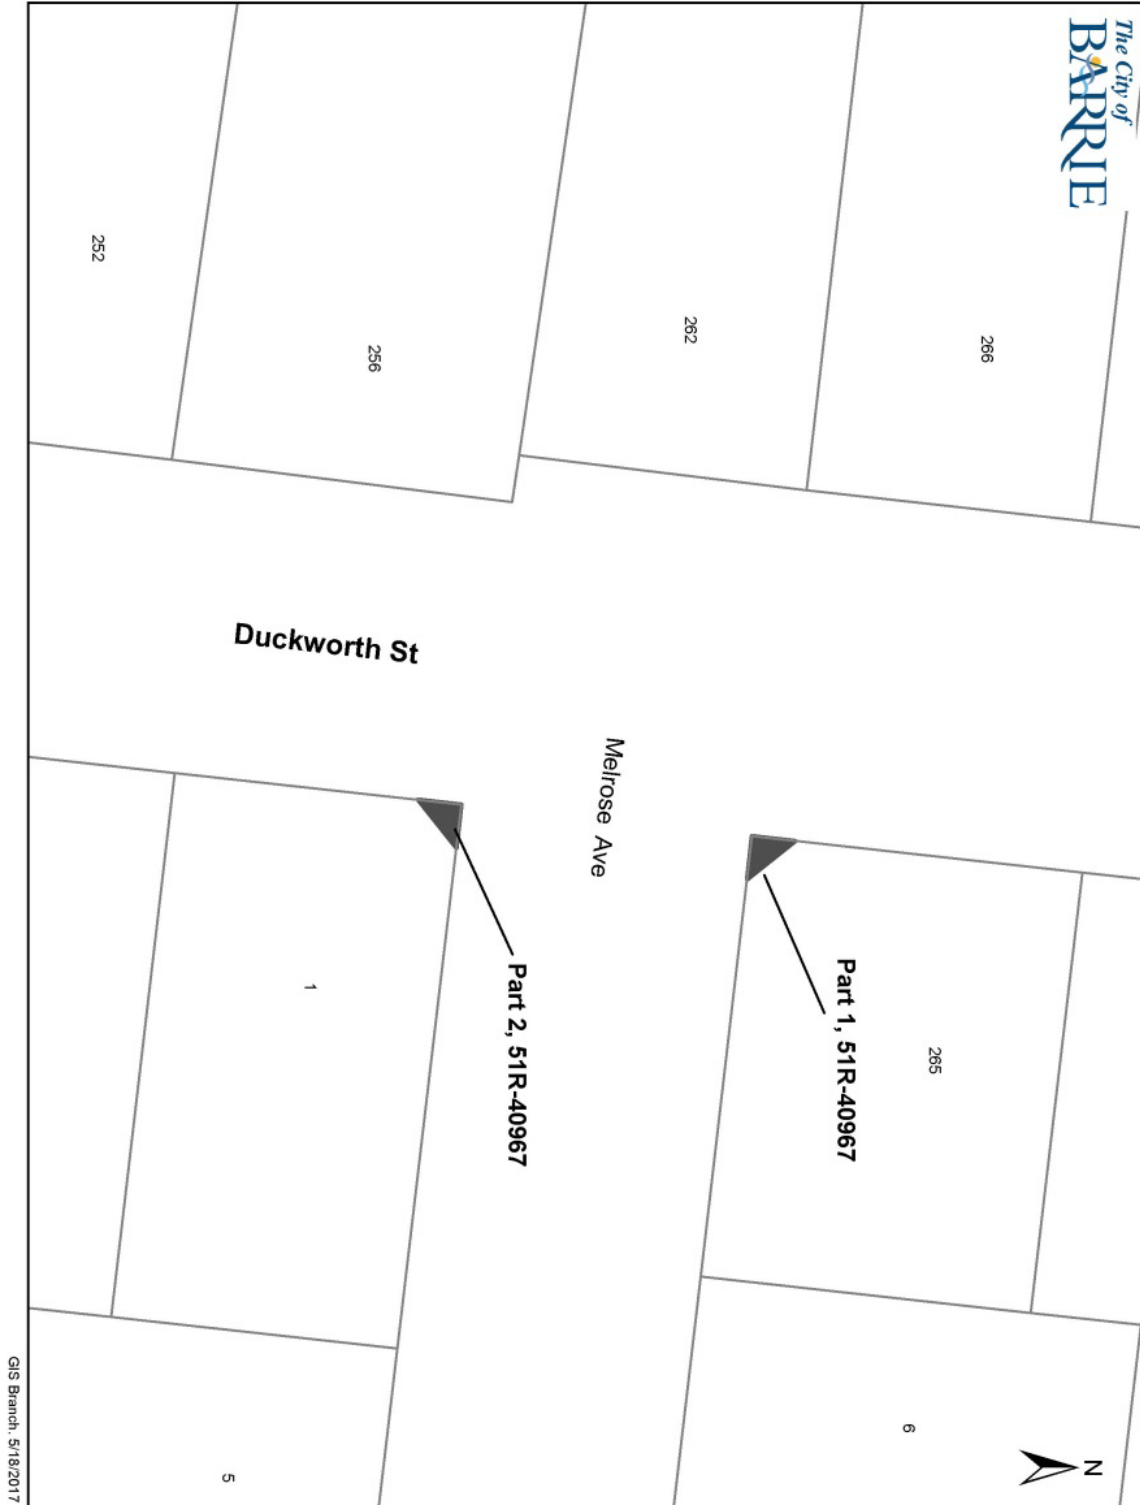 The City of
BARRIE
266
262
256
252
Duckworth St
Melrose Ave
265
Part 1, 51R-40967
1
Part 2, 51R-40967
6
5
N
GIS Branch. 5/18/2017